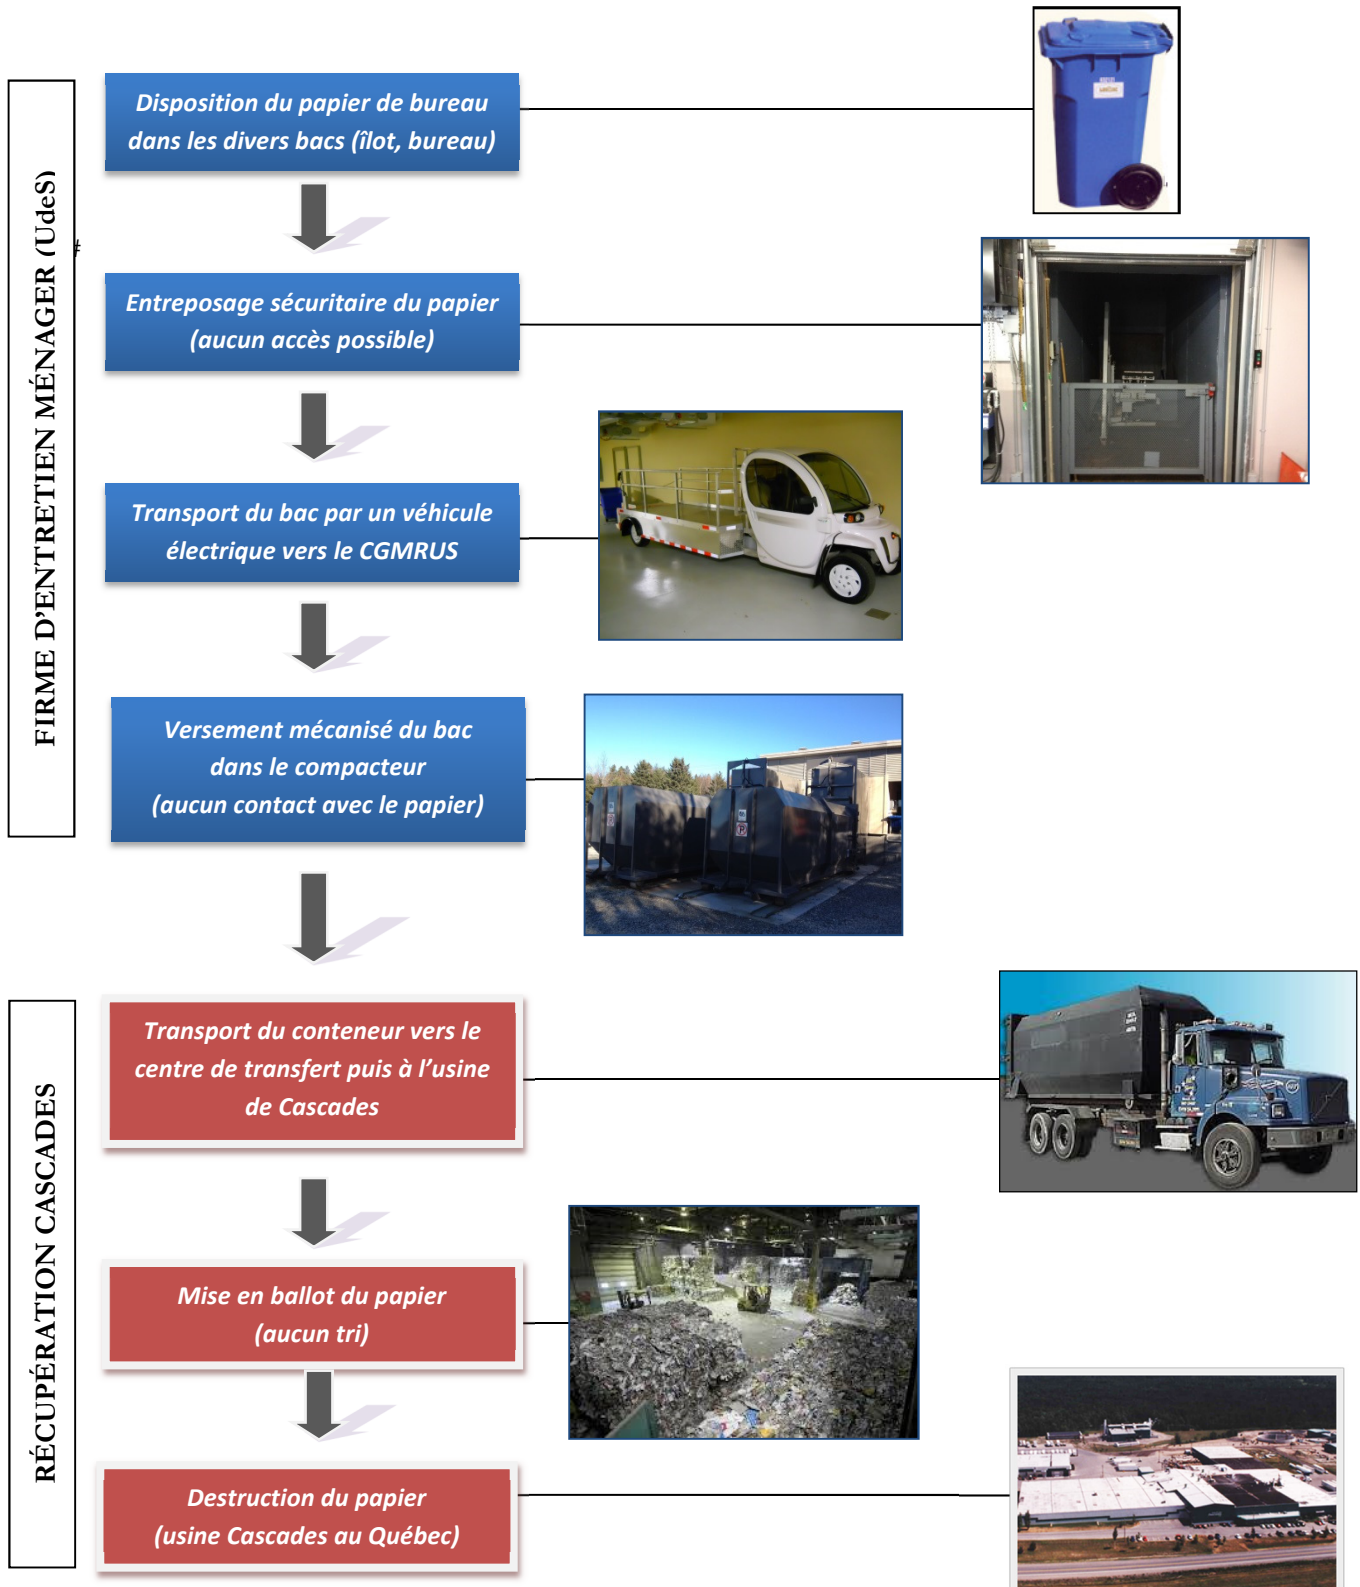 FIRME D'ENTRETIEN MÉNAGER (UdeS)
#
Disposition du papier de bureau
dans les divers bacs (îlot, bureau)
Entreposage sécuritaire du papier
(aucun accès possible)
Transport du bac par un véhicule
électrique vers le CGMRUS
Versement mécanisé du bac
dans le compacteur
(aucun contact avec le papier)
RÉCUPÉRATION CASCADES
Transport du conteneur vers le
centre de transfert puis à l'usine
de Cascades
Mise en ballot du papier
(aucun tri)
Destruction du papier
(usine Cascades au Québec)